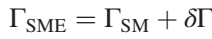 Γ_SME = Γ_SM + δΓ